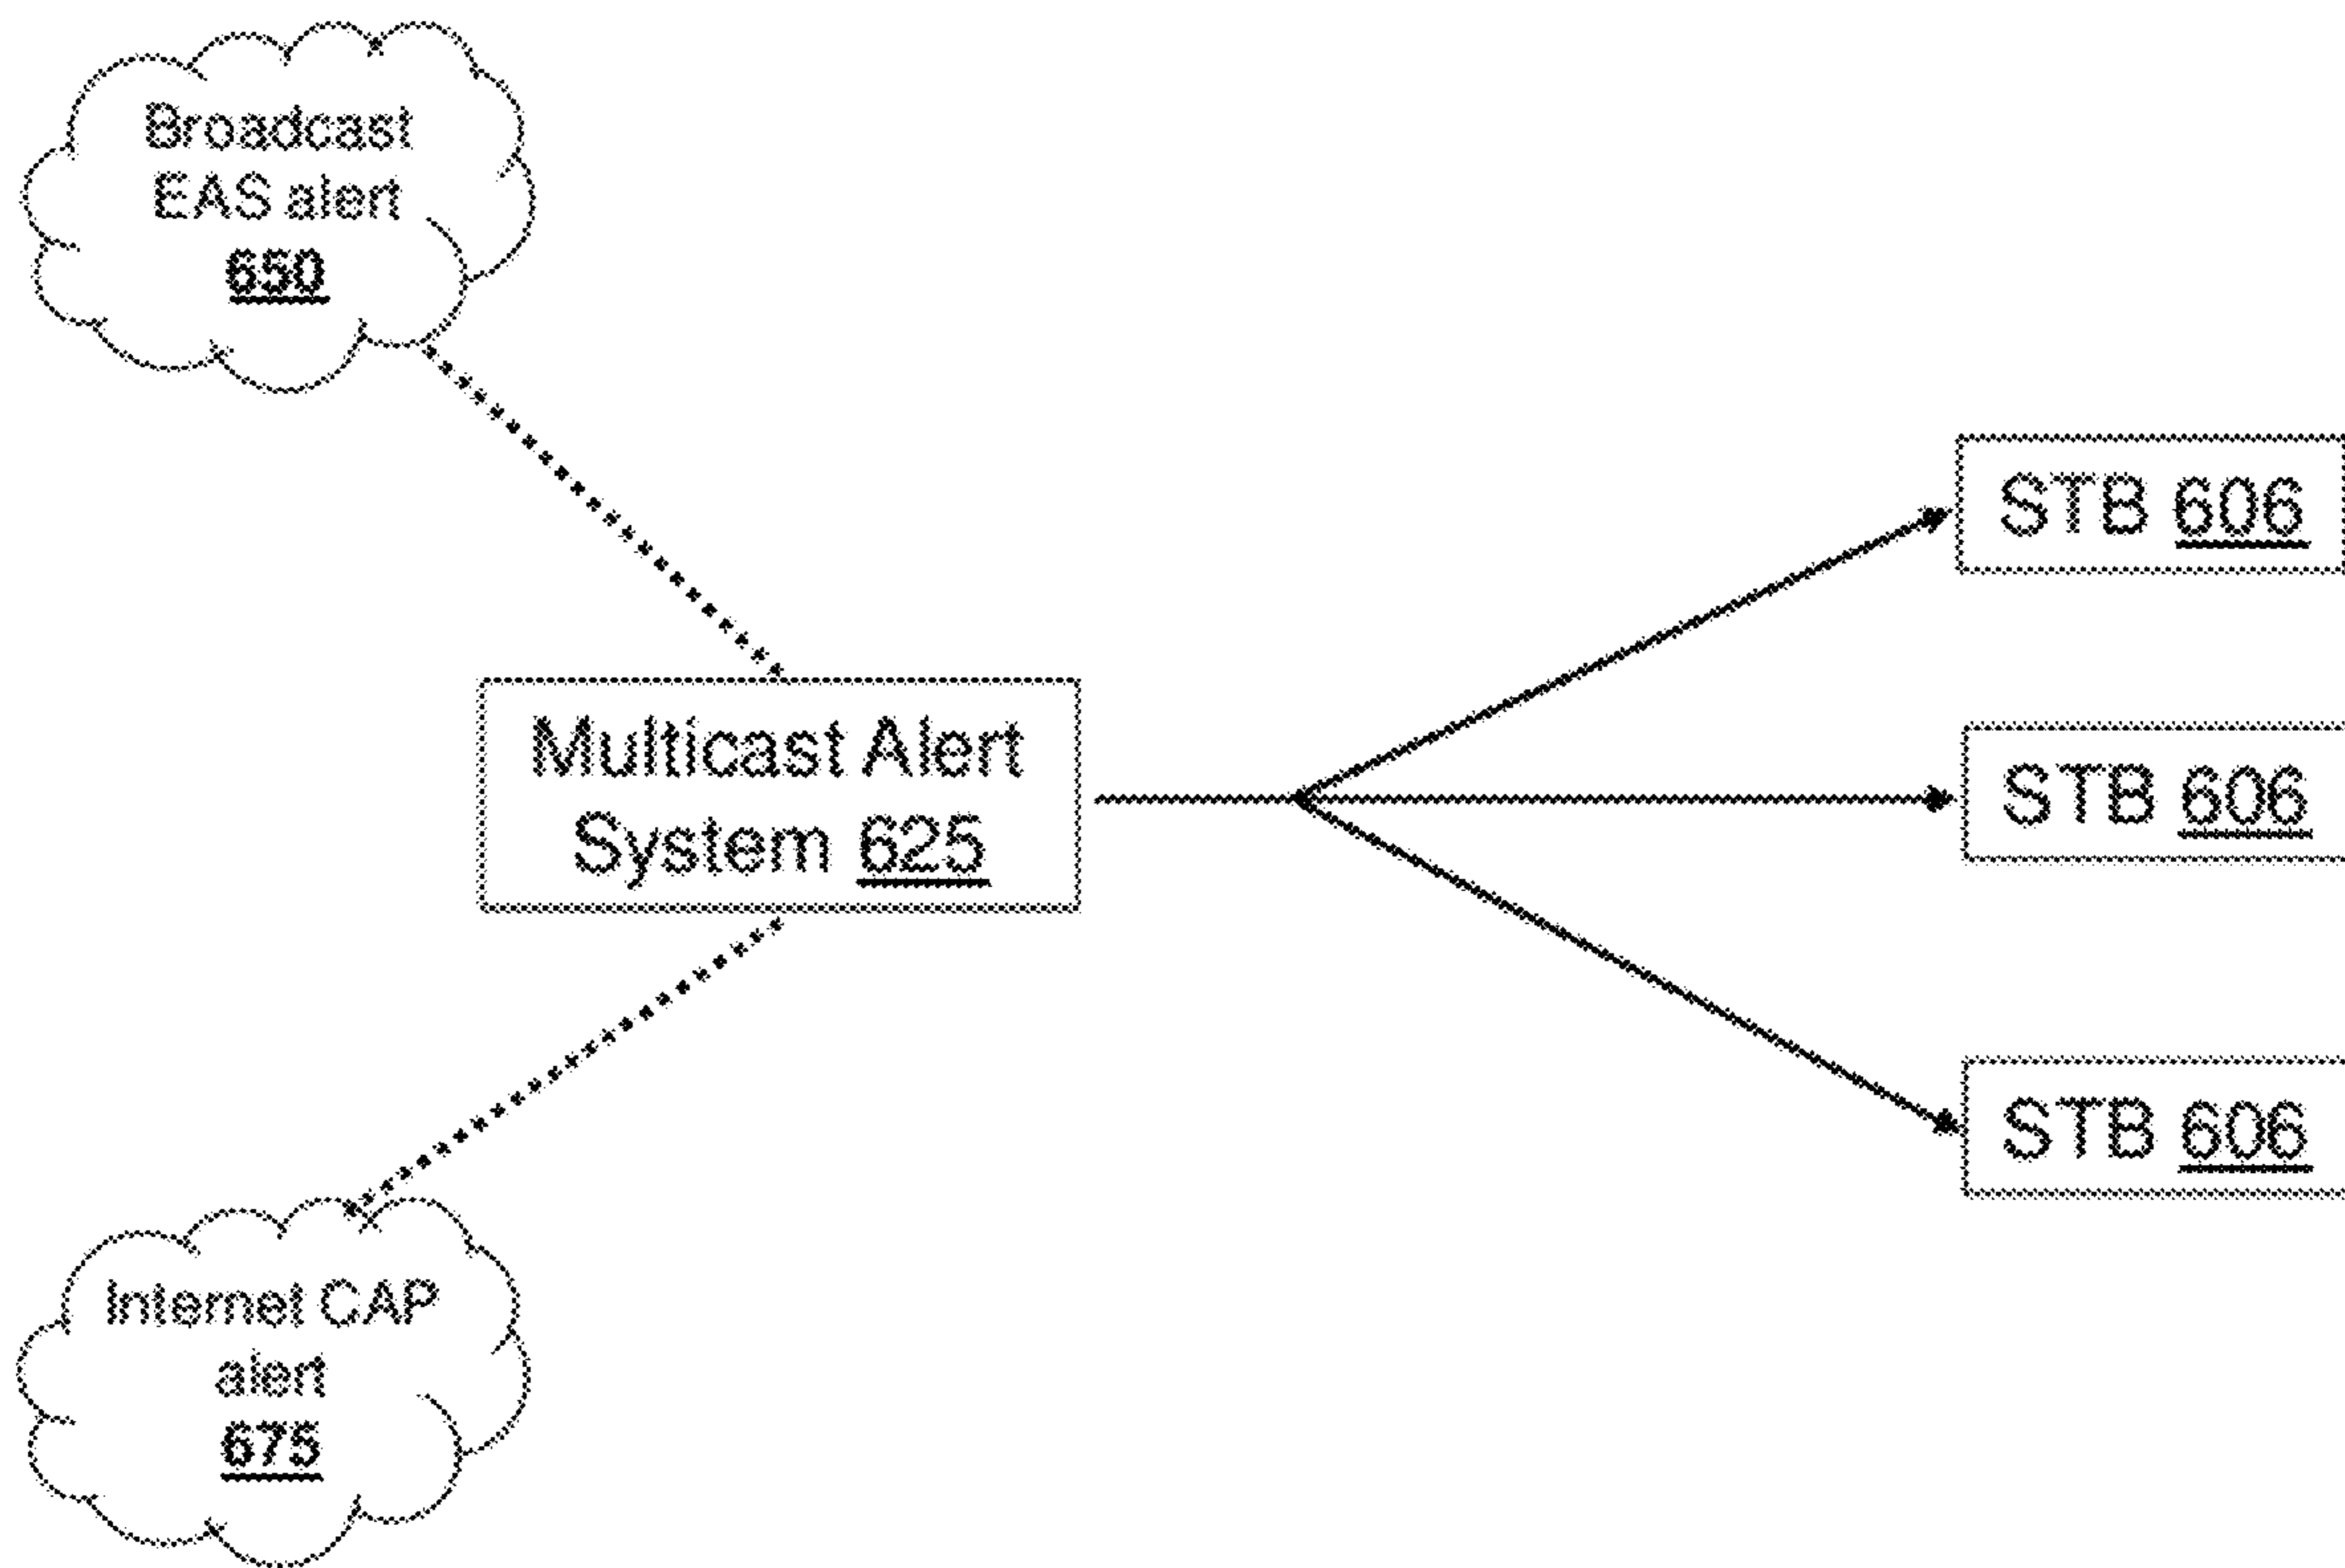 Broadcast
EAS alert
650
STB 606
Multicast Alert
System 625
STB 606
STB 606
Internet CAP
alert
675